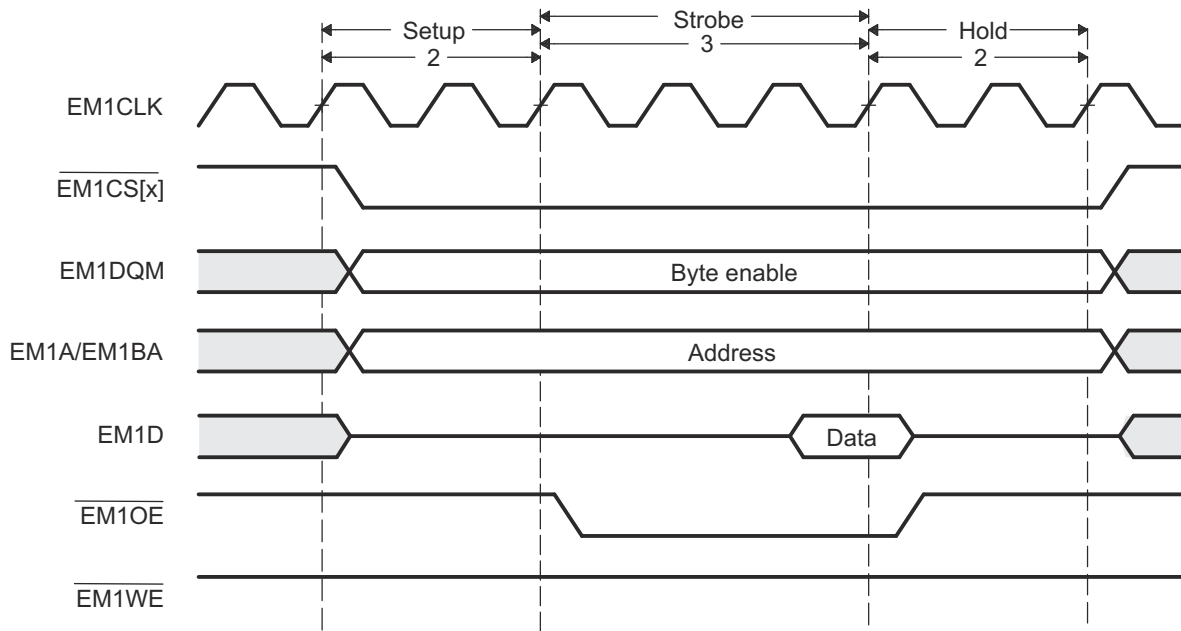 Setup
Strobe
Hold
2
3
2
EM1CLK
EM1CS[x]
EM1DQM
Byte enable
EM1A/EM1BA
Address
EM1D
Data
EM1OE
EM1WE